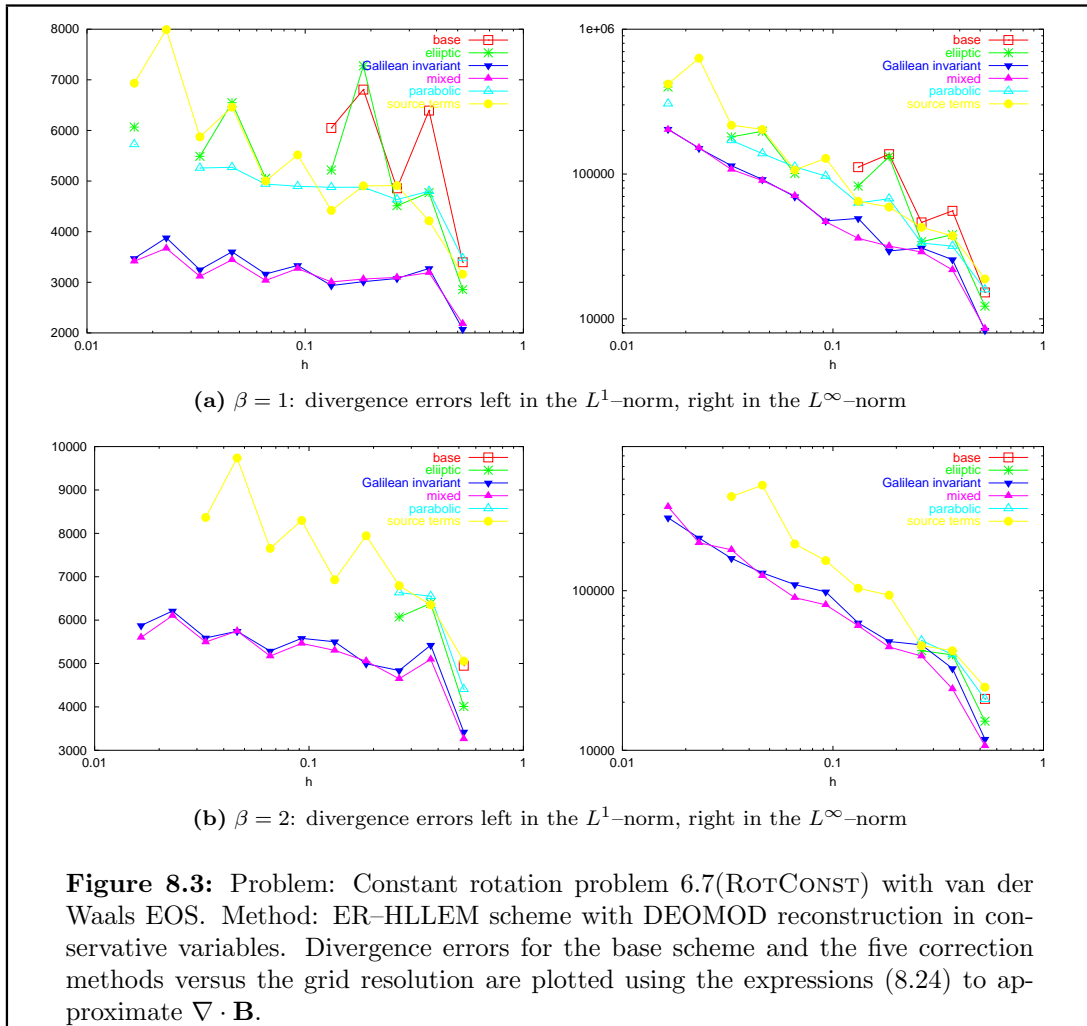 8000
7000
6000
5000
4000
3000
2000
0.01
0.1
1
h
base
eliiptic
Galilean invariant
mixed
parabolic
source terms
1e+06
100000
10000
0.01
0.1
1
h
base
eliiptic
Galilean invariant
mixed
parabolic
source terms
(a) β = 1: divergence errors left in the L¹–norm, right in the L∞–norm
10000
9000
8000
7000
6000
5000
4000
3000
0.01
0.1
1
h
base
eliiptic
Galilean invariant
mixed
parabolic
source terms
100000
10000
0.01
0.1
1
h
base
eliiptic
Galilean invariant
mixed
parabolic
source terms
(b) β = 2: divergence errors left in the L¹–norm, right in the L∞–norm
Figure 8.3: Problem: Constant rotation problem 6.7(ROTCONST) with van der
Waals EOS. Method: ER–HLLEM scheme with DEOMOD reconstruction in con-
servative variables. Divergence errors for the base scheme and the five correction
methods versus the grid resolution are plotted using the expressions (8.24) to ap-
proximate ∇ · B.